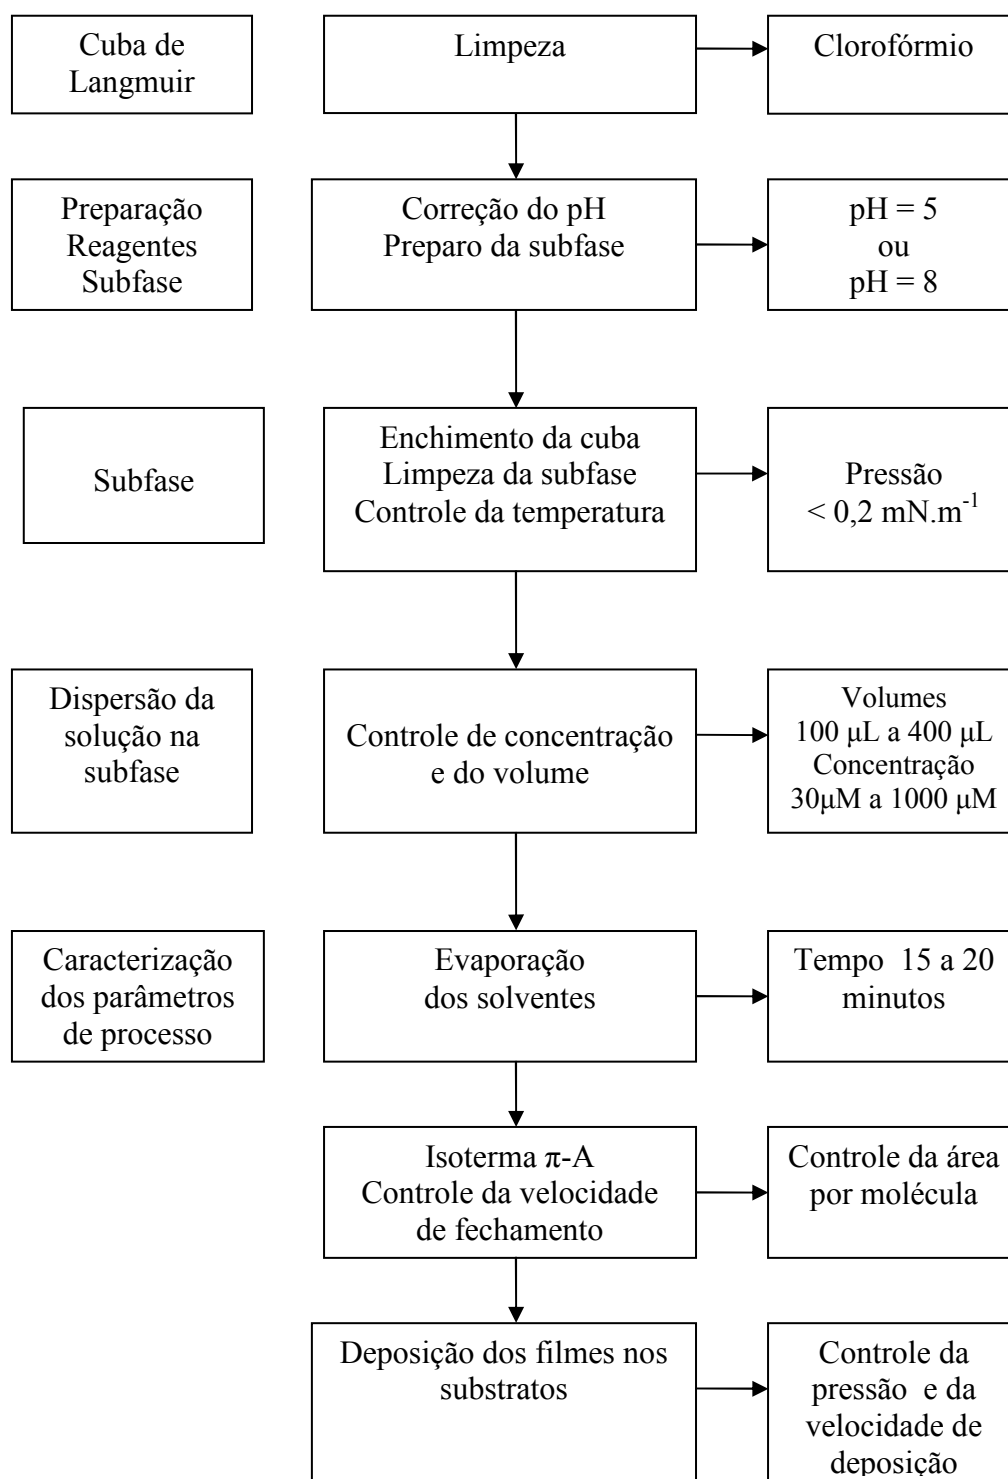 Cuba de
Langmuir
Limpeza
Clorofórmio
Preparação
Reagentes
Subfase
Correção do pH
Preparo da subfase
pH = 5
ou
pH = 8
Subfase
Enchimento da cuba
Limpeza da subfase
Controle da temperatura
Pressão
< 0,2 mN.m⁻¹
Dispersão da
solução na
subfase
Controle de concentração
e do volume
Volumes
100 μL a 400 μL
Concentração
30μM a 1000 μM
Caracterização
dos parâmetros
de processo
Evaporação
dos solventes
Tempo 15 a 20
minutos
Isoterma π-A
Controle da velocidade
de fechamento
Controle da área
por molécula
Deposição dos filmes nos
substratos
Controle da
pressão e da
velocidade de
deposição